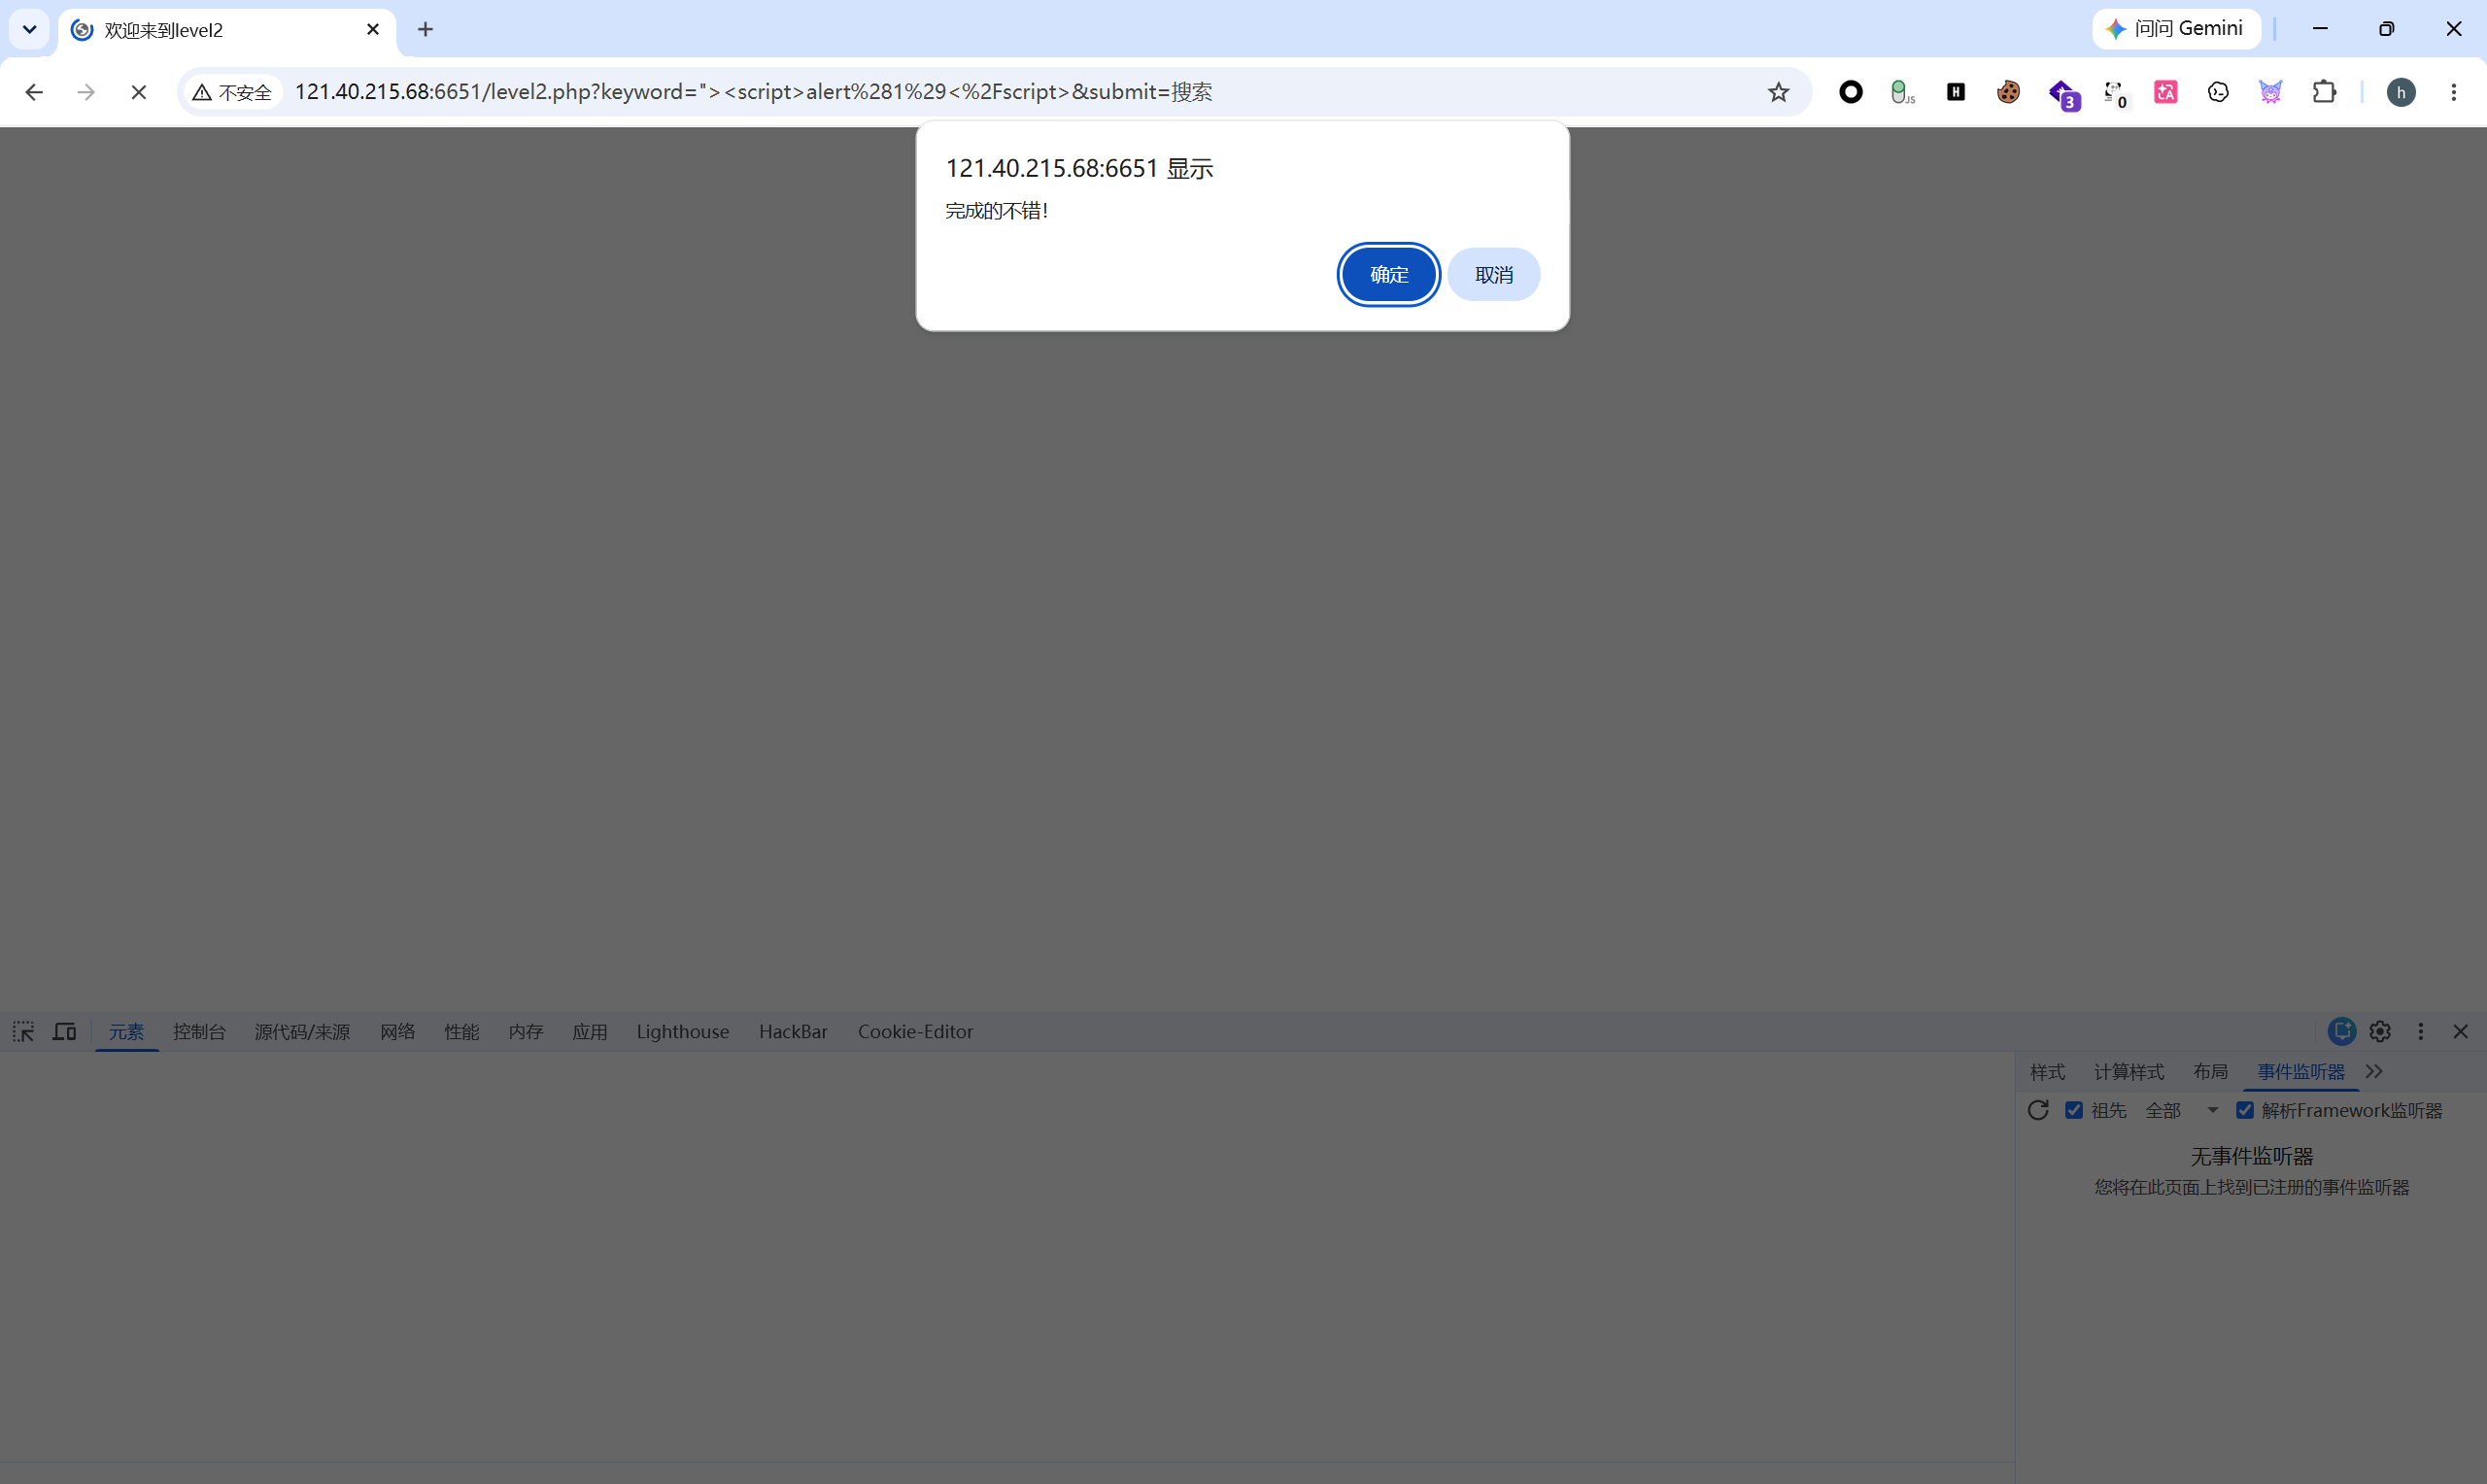 欢迎来到level2
问问 Gemini
不安全
121.40.215.68:6651/level2.php?keyword="><script>alert%281%29<%2Fscript>&submit=搜索
JS
H
3
0
A
h
121.40.215.68:6651 显示
完成的不错!
确定
取消
元素
控制台
源代码/来源
网络
性能
内存
应用
Lighthouse
HackBar
Cookie-Editor
样式
计算样式
布局
事件监听器
祖先
全部
解析Framework监听器
无事件监听器
您将在此页面上找到已注册的事件监听器